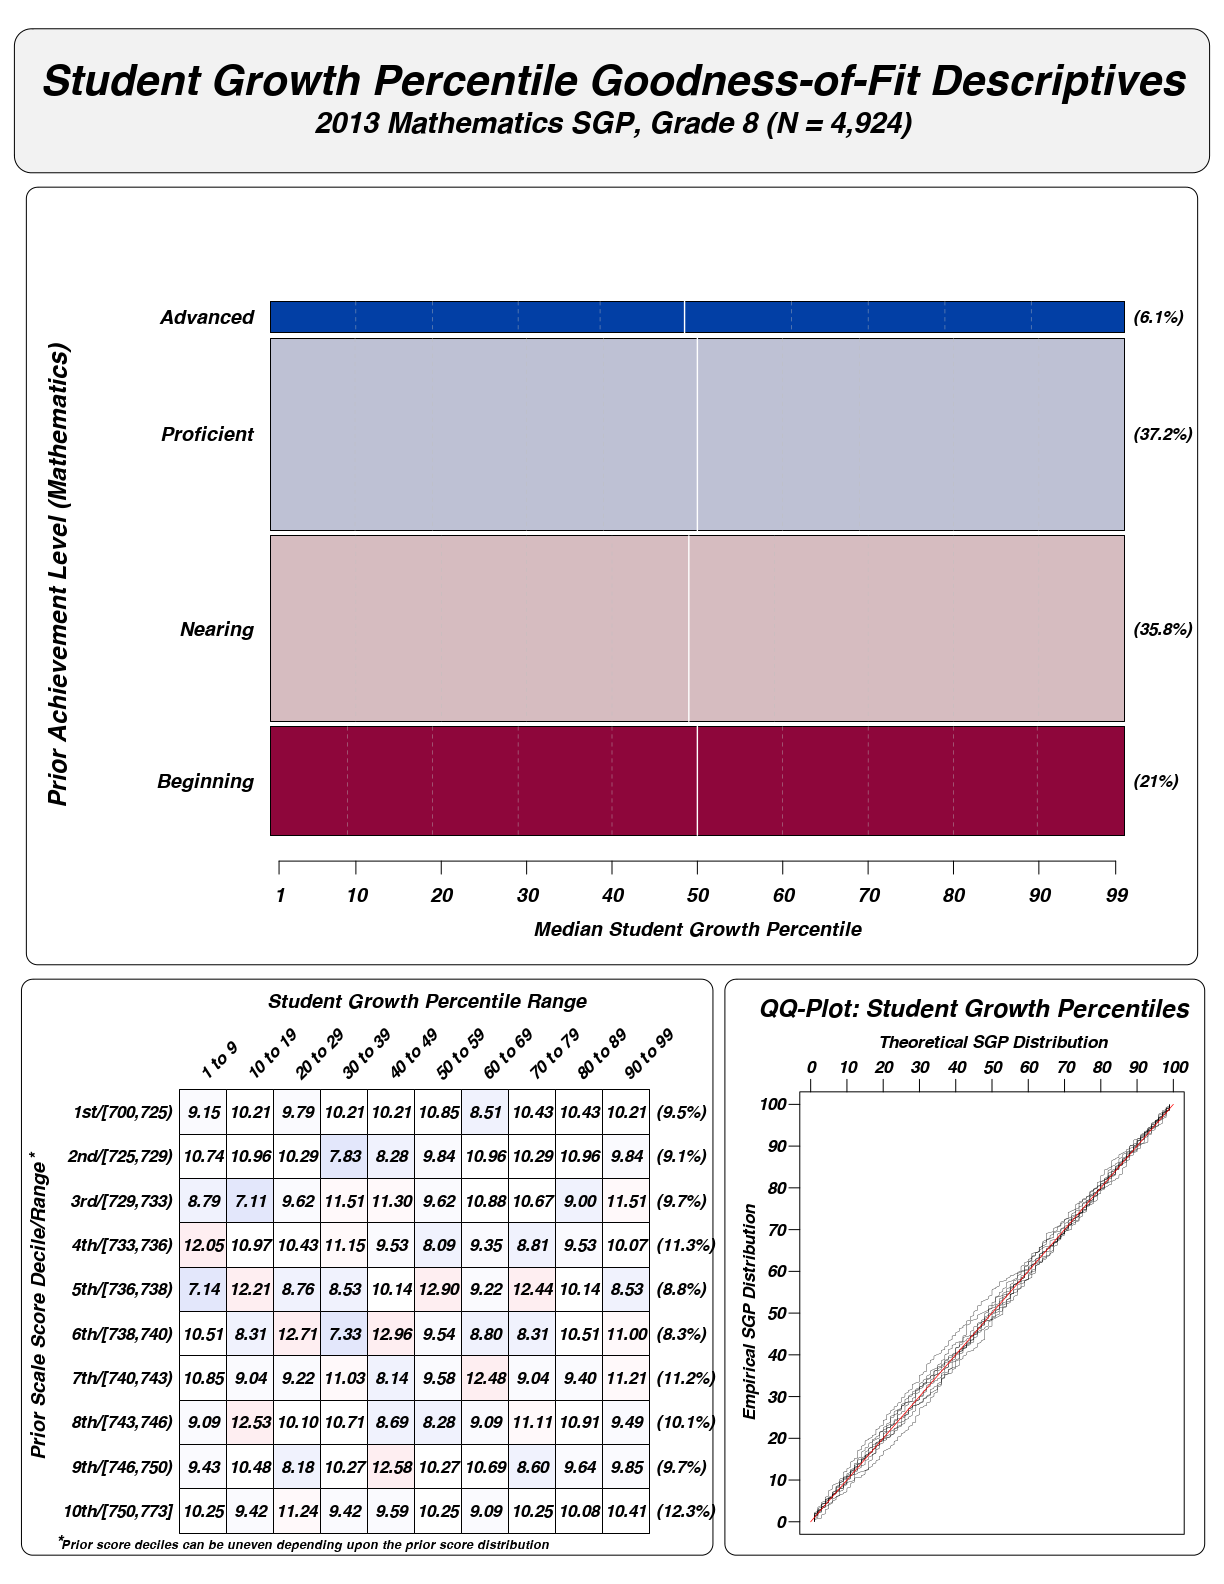 Student Growth Percentile Goodness-of-Fit Descriptives
2013 Mathematics SGP, Grade 8 (N = 4,924)
Prior Achievement Level (Mathematics)
Advanced (6.1%)
Proficient (37.2%)
Nearing (35.8%)
Beginning (21%)
1 10 20 30 40 50 60 70 80 90 99
Median Student Growth Percentile
Student Growth Percentile Range
1 to 9 10 to 19 20 to 29 30 to 39 40 to 49 50 to 59 60 to 69 70 to 79 80 to 89 90 to 99
Prior Scale Score Decile/Range*
1st/[700,725) 9.15 10.21 9.79 10.21 10.21 10.85 8.51 10.43 10.43 10.21 (9.5%)
2nd/[725,729) 10.74 10.96 10.29 7.83 8.28 9.84 10.96 10.29 10.96 9.84 (9.1%)
3rd/[729,733) 8.79 7.11 9.62 11.51 11.30 9.62 10.88 10.67 9.00 11.51 (9.7%)
4th/[733,736) 12.05 10.97 10.43 11.15 9.53 8.09 9.35 8.81 9.53 10.07 (11.3%)
5th/[736,738) 7.14 12.21 8.76 8.53 10.14 12.90 9.22 12.44 10.14 8.53 (8.8%)
6th/[738,740) 10.51 8.31 12.71 7.33 12.96 9.54 8.80 8.31 10.51 11.00 (8.3%)
7th/[740,743) 10.85 9.04 9.22 11.03 8.14 9.58 12.48 9.04 9.40 11.21 (11.2%)
8th/[743,746) 9.09 12.53 10.10 10.71 8.69 8.28 9.09 11.11 10.91 9.49 (10.1%)
9th/[746,750) 9.43 10.48 8.18 10.27 12.58 10.27 10.69 8.60 9.64 9.85 (9.7%)
10th/[750,773] 10.25 9.42 11.24 9.42 9.59 10.25 9.09 10.25 10.08 10.41 (12.3%)
*Prior score deciles can be uneven depending upon the prior score distribution
QQ-Plot: Student Growth Percentiles
Theoretical SGP Distribution
0 10 20 30 40 50 60 70 80 90 100
Empirical SGP Distribution
100
90
80
70
60
50
40
30
20
10
0